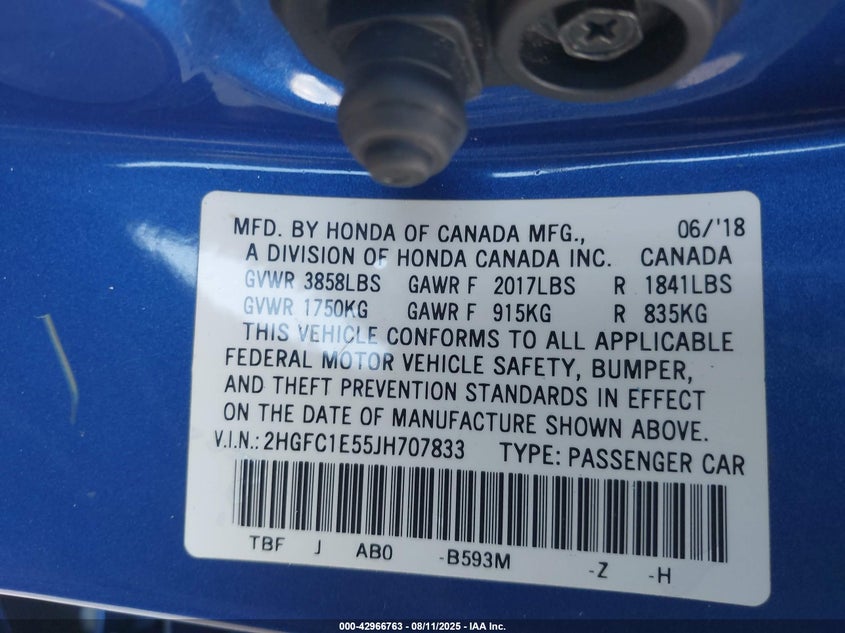 MFD. BY HONDA OF CANADA MFG., 06/'18
A DIVISION OF HONDA CANADA INC. CANADA
GVWR 3858LBS GAWR F 2017LBS R 1841LBS
GVWR 1750KG GAWR F 915KG R 835KG
THIS VEHICLE CONFORMS TO ALL APPLICABLE
FEDERAL MOTOR VEHICLE SAFETY, BUMPER,
AND THEFT PREVENTION STANDARDS IN EFFECT
ON THE DATE OF MANUFACTURE SHOWN ABOVE.
V.I.N.: 2HGFC1E55JH707833 TYPE: PASSENGER CAR
TBF J AB0 -B593M -Z -H
000-42966763 - 08/11/2025 - IAA Inc.